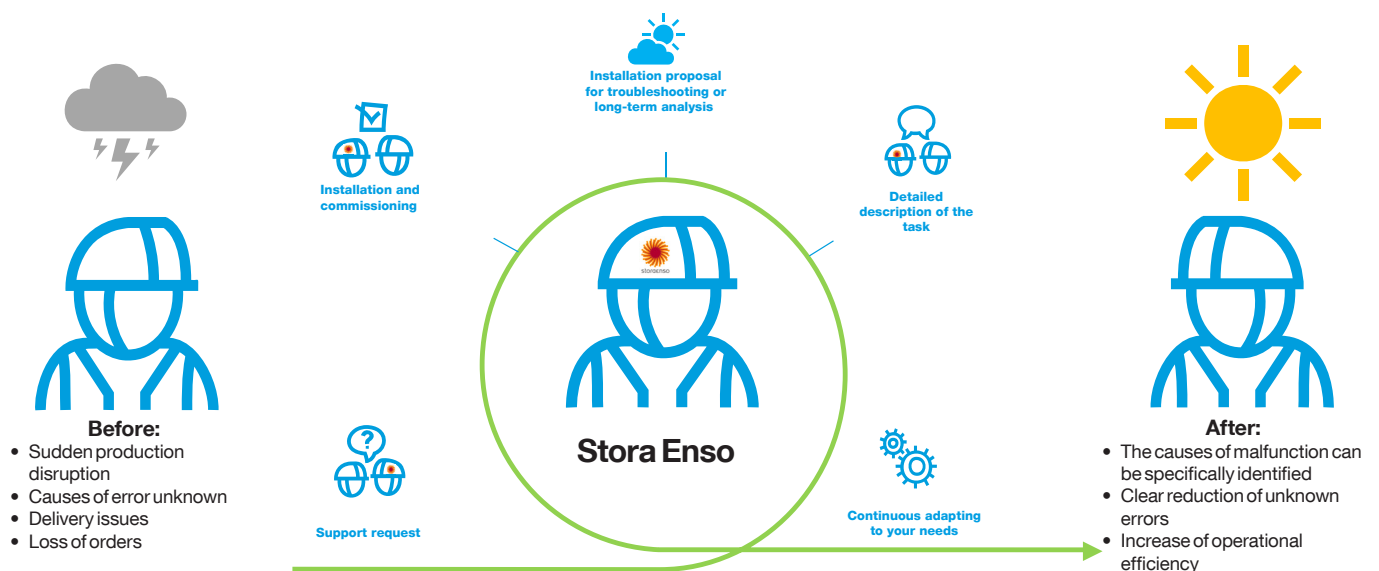 Installation proposal
for troubleshooting or
long-term analysis
Installation and
commissioning
Detailed
description of the
task
storaenso
Before:
• Sudden production
disruption
• Causes of error unknown
• Delivery issues
• Loss of orders
?
Support request
Stora Enso
Continuous adapting
to your needs
After:
• The causes of malfunction can
be specifically identified
• Clear reduction of unknown
errors
• Increase of operational
efficiency